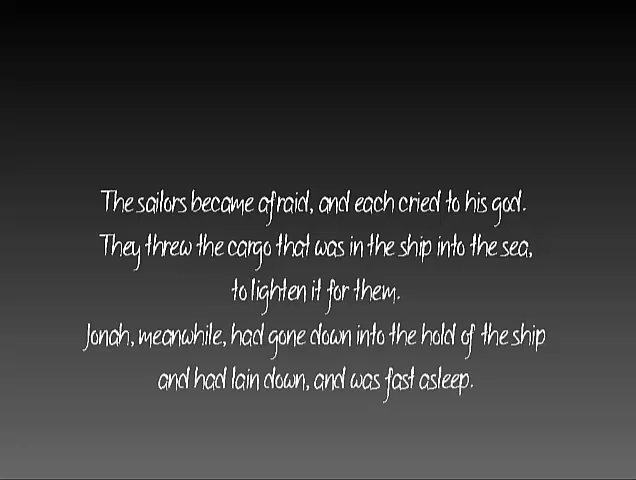 The sailors became afraid, and each cried to his god.
They threw the cargo that was in the ship into the sea,
to lighten it for them.
Jonah, meanwhile, had gone down into the hold of the ship
and had lain down, and was fast asleep.